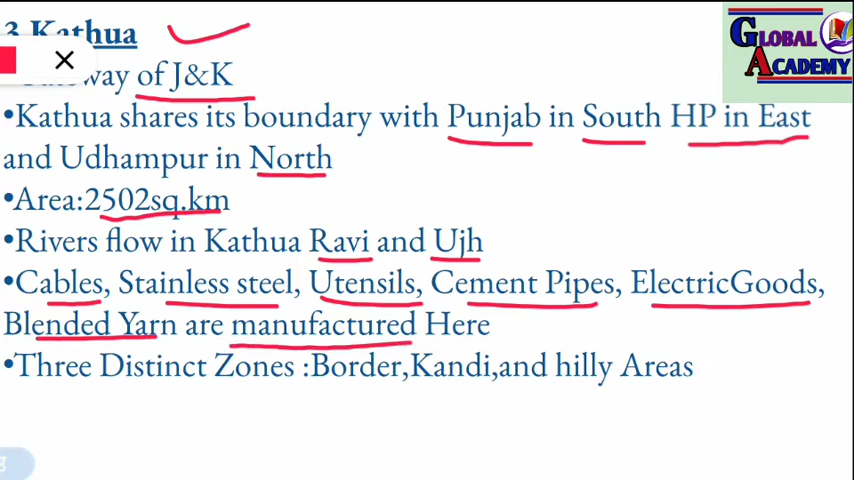 3 Kathua
GLOBAL
ACADEMY
of J&K
•Kathua shares its boundary with Punjab in South HP in East
and Udhampur in North
•Area:2502sq.km
•Rivers flow in Kathua Ravi and Ujh
•Cables, Stainless steel, Utensils, Cement Pipes, ElectricGoods,
Blended Yarn are manufactured Here
•Three Distinct Zones :Border,Kandi,and hilly Areas